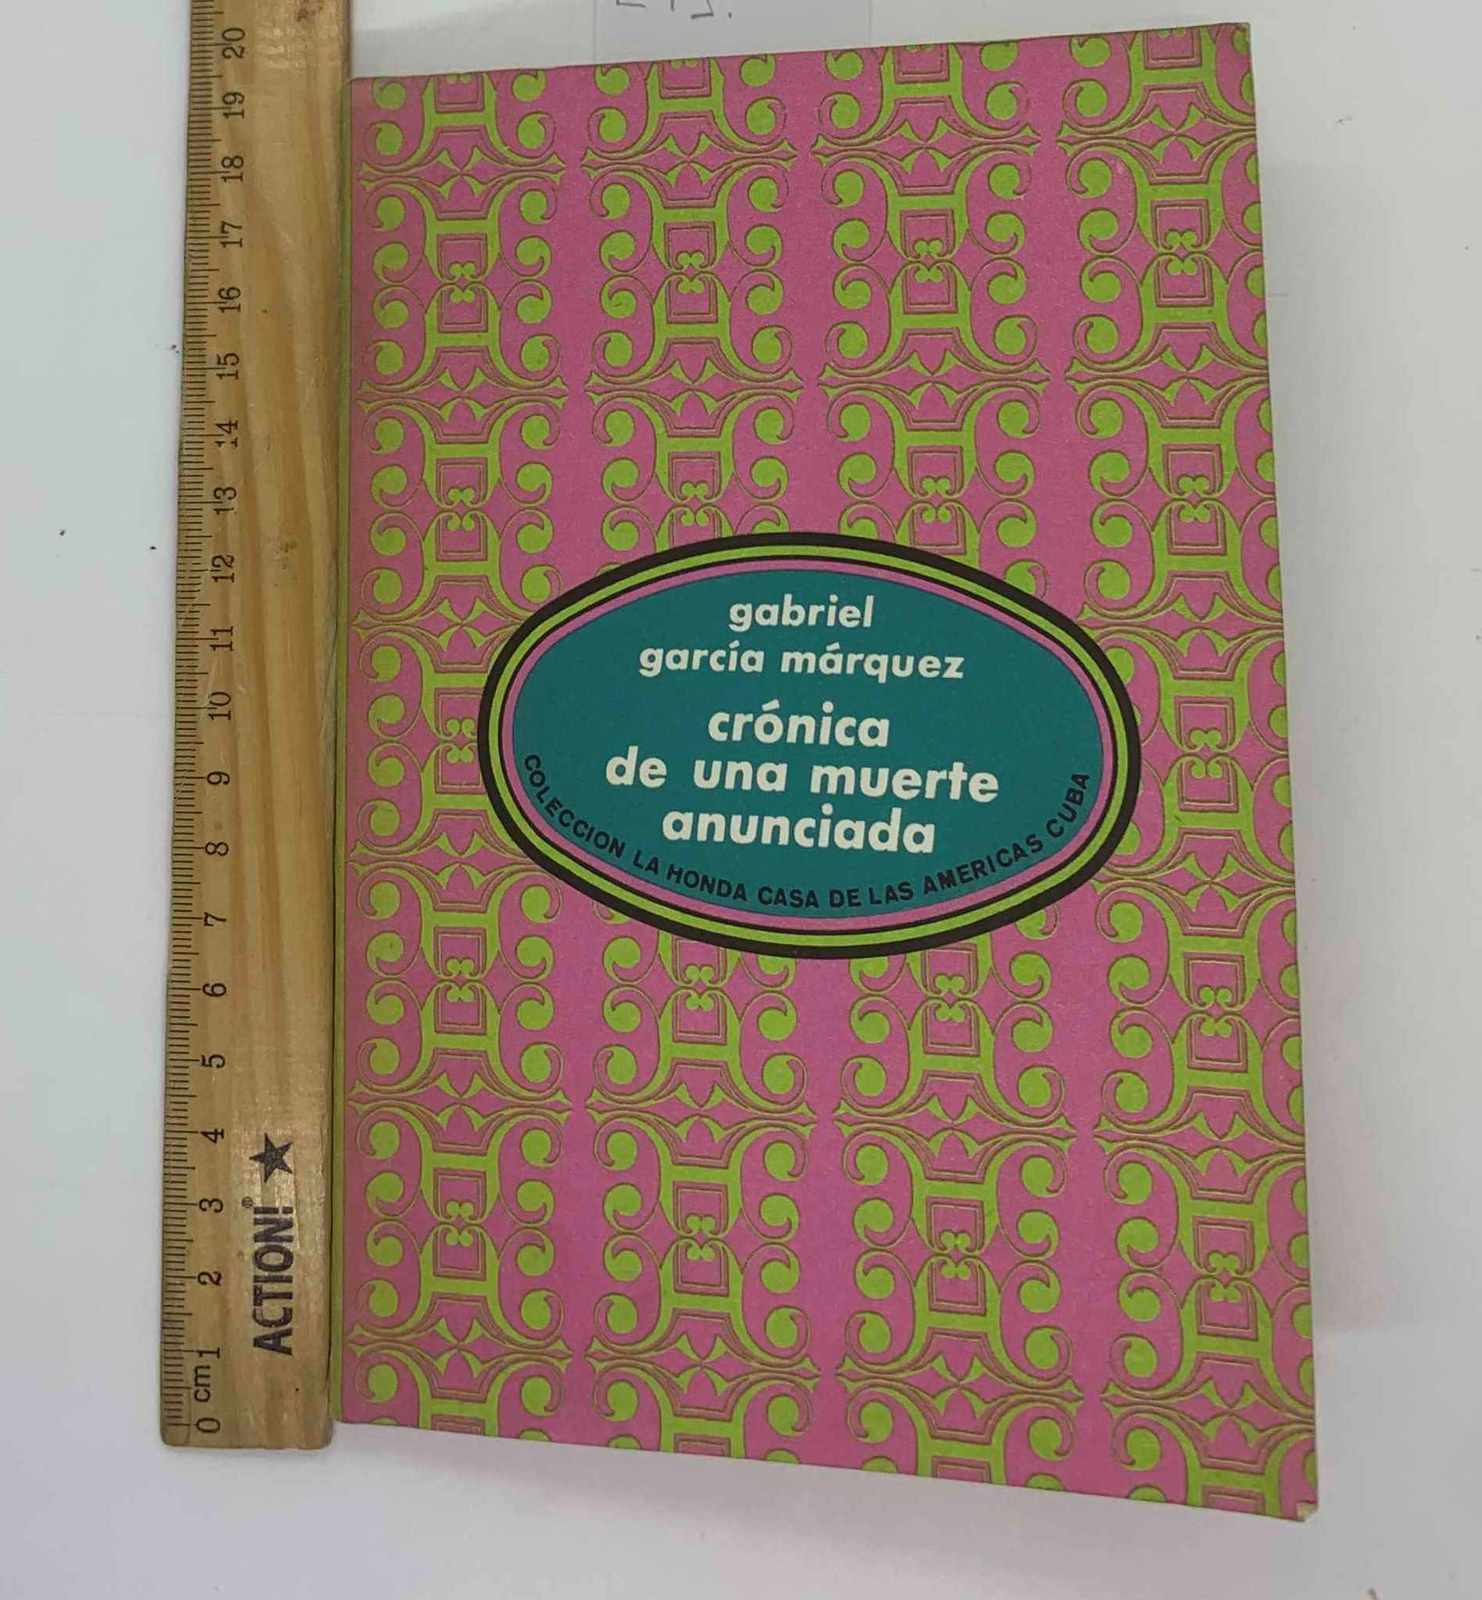 gabriel
garcía márquez
crónica
de una muerte
anunciada
COLECCION LA HONDA CASA DE LAS AMERICAS CUBA
20
19
18
17
16
15
14
13
12
11
10
9
8
7
6
5
4
3
2
1
0 cm
ACTION!®